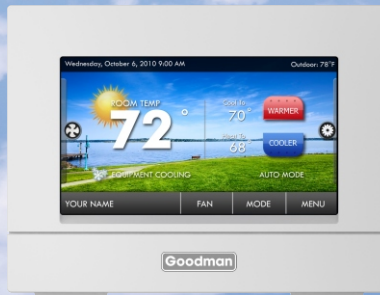 Wednesday, October 6, 2010 9:00 AM Outdoor: 78°F
ROOM TEMP
72°
Cool To
70°
WARMER
Heat To
68°
COOLER
EQUIPMENT COOLING
AUTO MODE
YOUR NAME FAN MODE MENU
Goodman